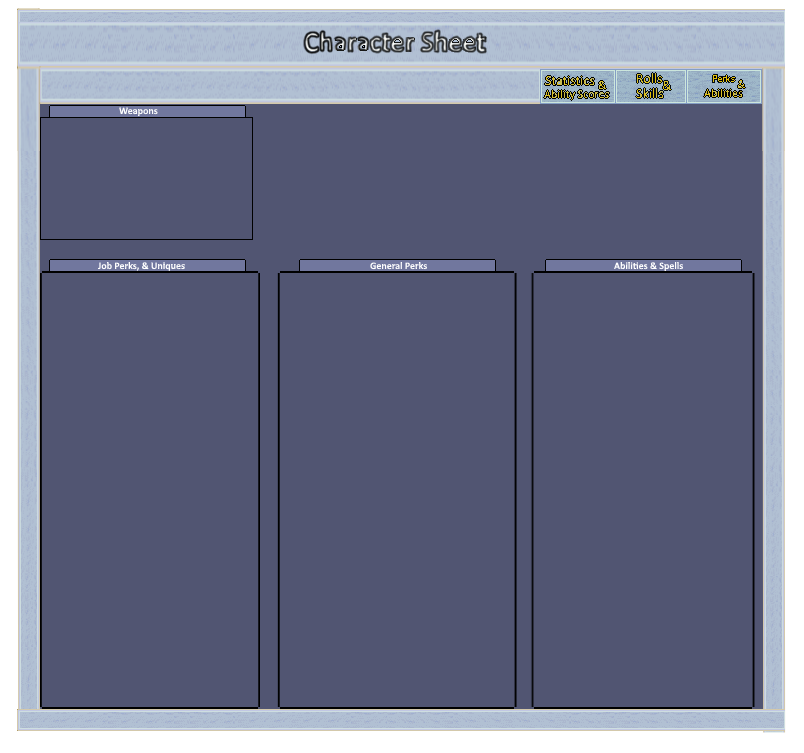 Character Sheet
Statistics &
Ability Scores
Rolls &
Skills
Perks &
Abilities
Weapons
Job Perks, & Uniques
General Perks
Abilities & Spells